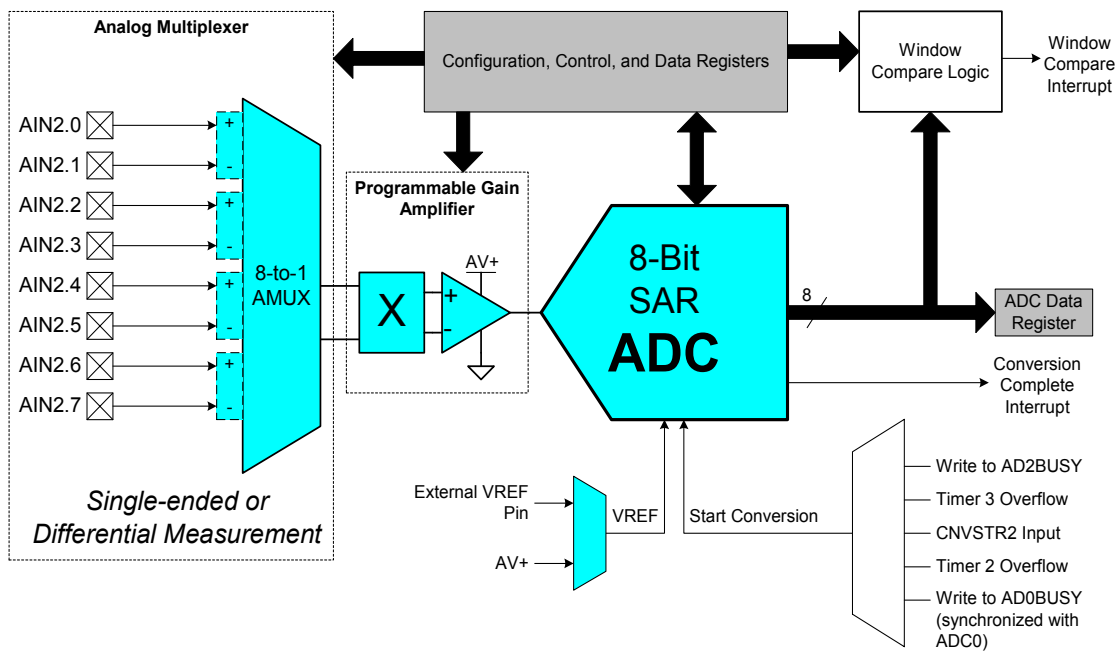 Analog Multiplexer
Configuration, Control, and Data Registers
Window
Compare Logic
Window
Compare
Interrupt
AIN2.0
AIN2.1
AIN2.2
AIN2.3
AIN2.4
AIN2.5
AIN2.6
AIN2.7
+
-
+
-
+
-
+
-
8-to-1
AMUX
Programmable Gain
Amplifier
X
+
-
AV+
8-Bit
SAR
ADC
8
ADC Data
Register
Conversion
Complete
Interrupt
Single-ended or
Differential Measurement
External VREF
Pin
AV+
VREF
Start Conversion
Write to AD2BUSY
Timer 3 Overflow
CNVSTR2 Input
Timer 2 Overflow
Write to AD0BUSY
(synchronized with
ADC0)